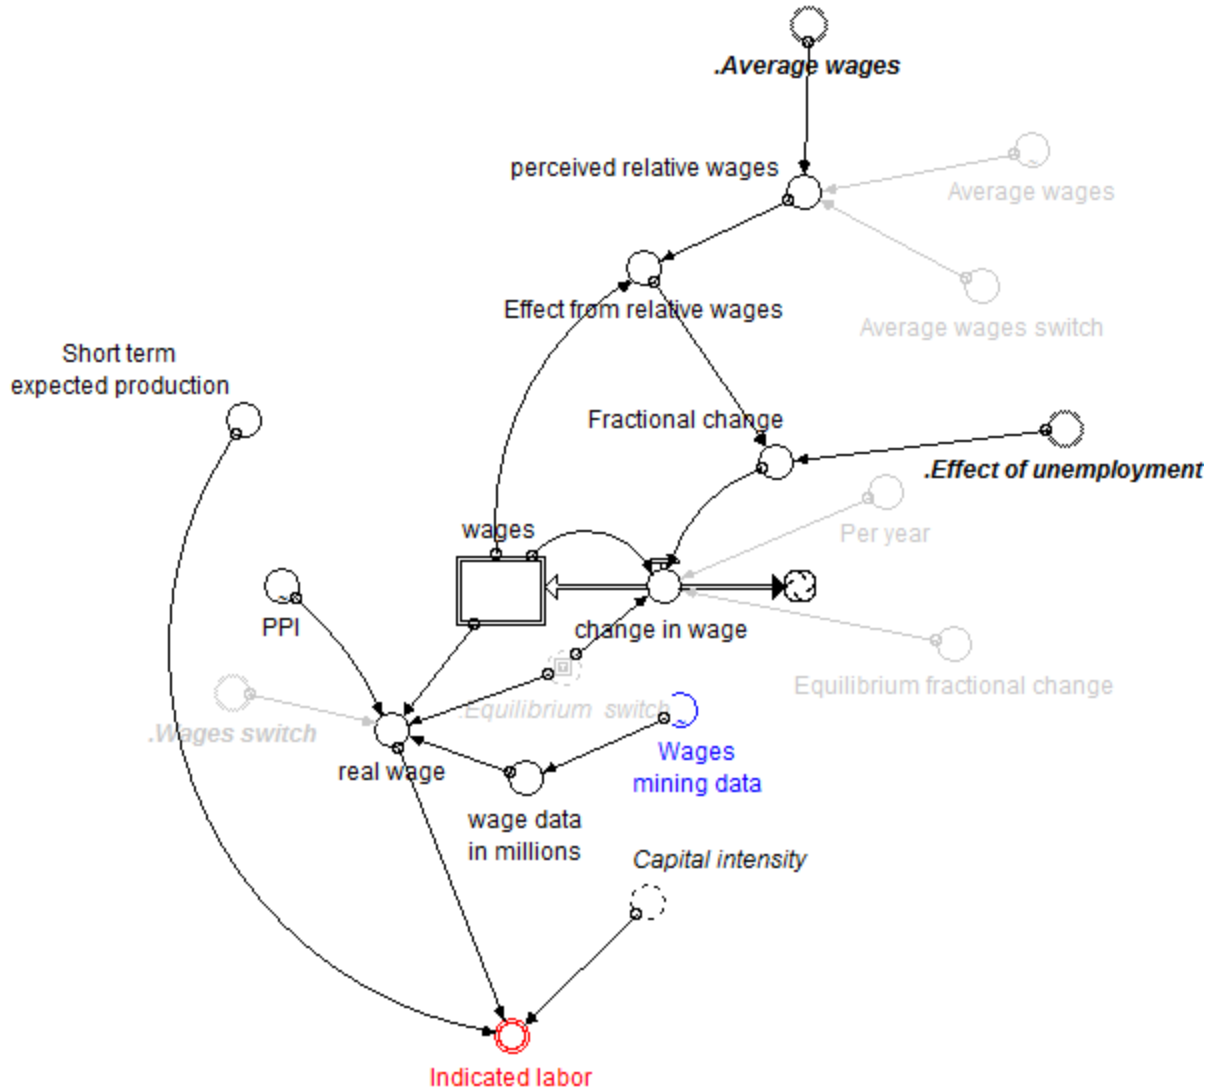 .Average wages
perceived relative wages
Average wages
Effect from relative wages
Average wages switch
Short term
expected production
Fractional change
.Effect of unemployment
wages
Per year
PPI
change in wage
Equilibrium fractional change
.Equilibrium switch
.Wages switch
Wages
mining data
real wage
wage data
in millions
Capital intensity
Indicated labor